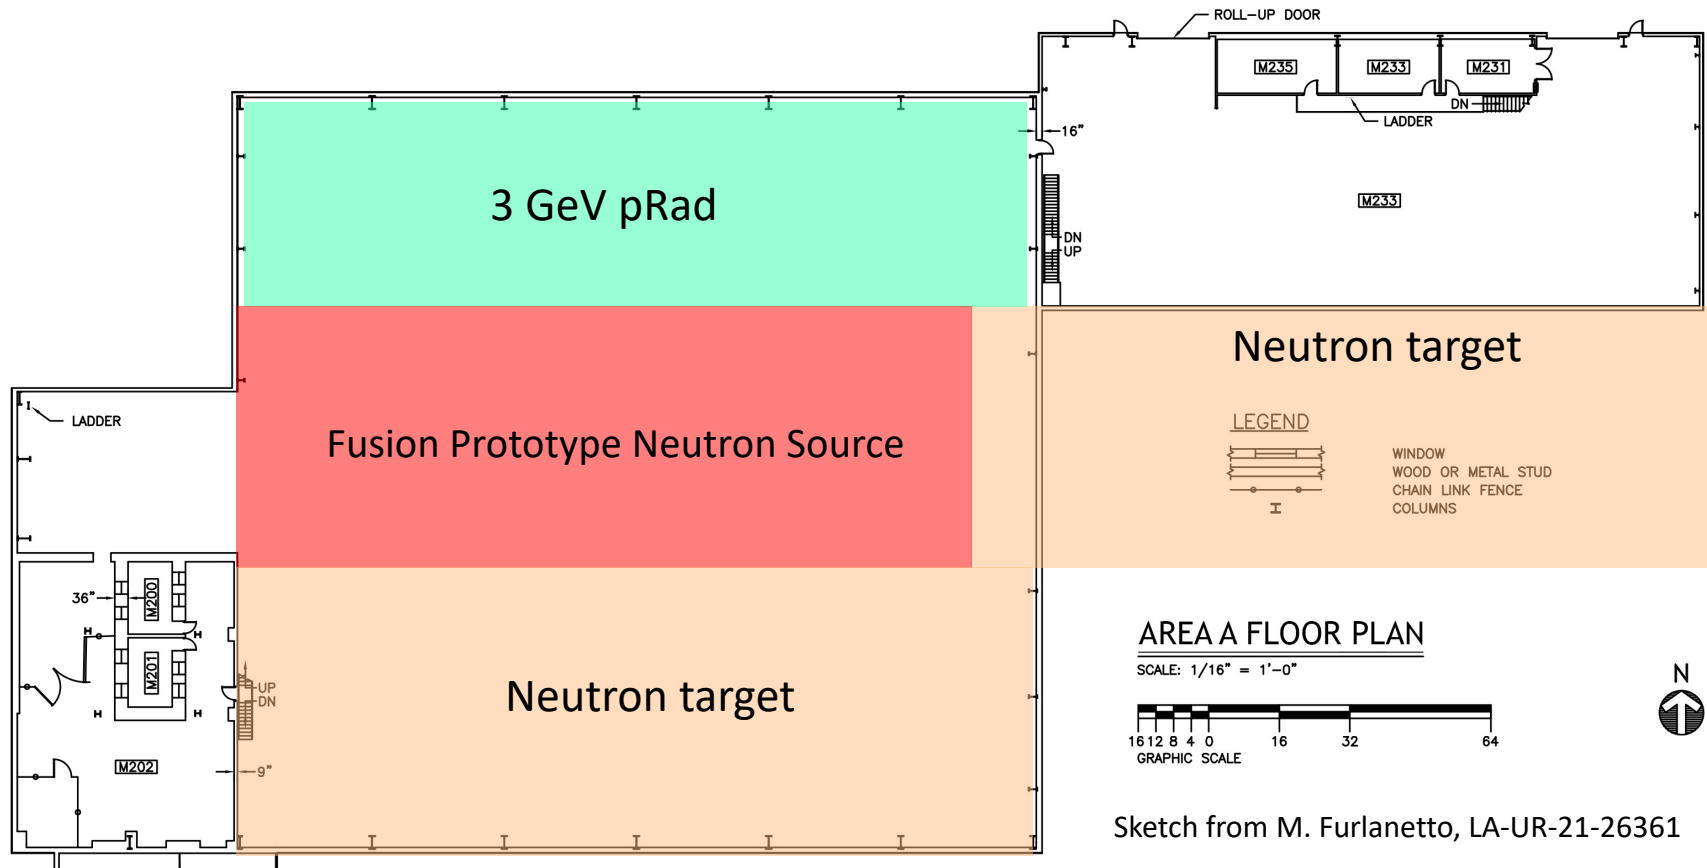 ROLL-UP DOOR
M235
M233
M231
DN
LADDER
16"
3 GeV pRad
M233
DN
UP
Neutron target
LADDER
Fusion Prototype Neutron Source
LEGEND
WINDOW
WOOD OR METAL STUD
CHAIN LINK FENCE
COLUMNS
36"
M200
M201
UP
DN
Neutron target
M202
9"
AREA A FLOOR PLAN
SCALE: 1/16" = 1'-0"
N
16 12 8 4 0 16 32 64
GRAPHIC SCALE
Sketch from M. Furlanetto, LA-UR-21-26361